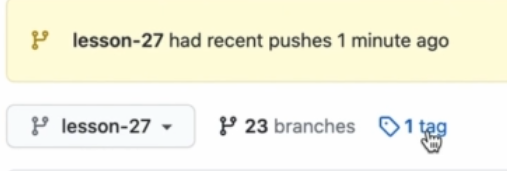 lesson-27 had recent pushes 1 minute ago
lesson-27 23 branches 1 tag